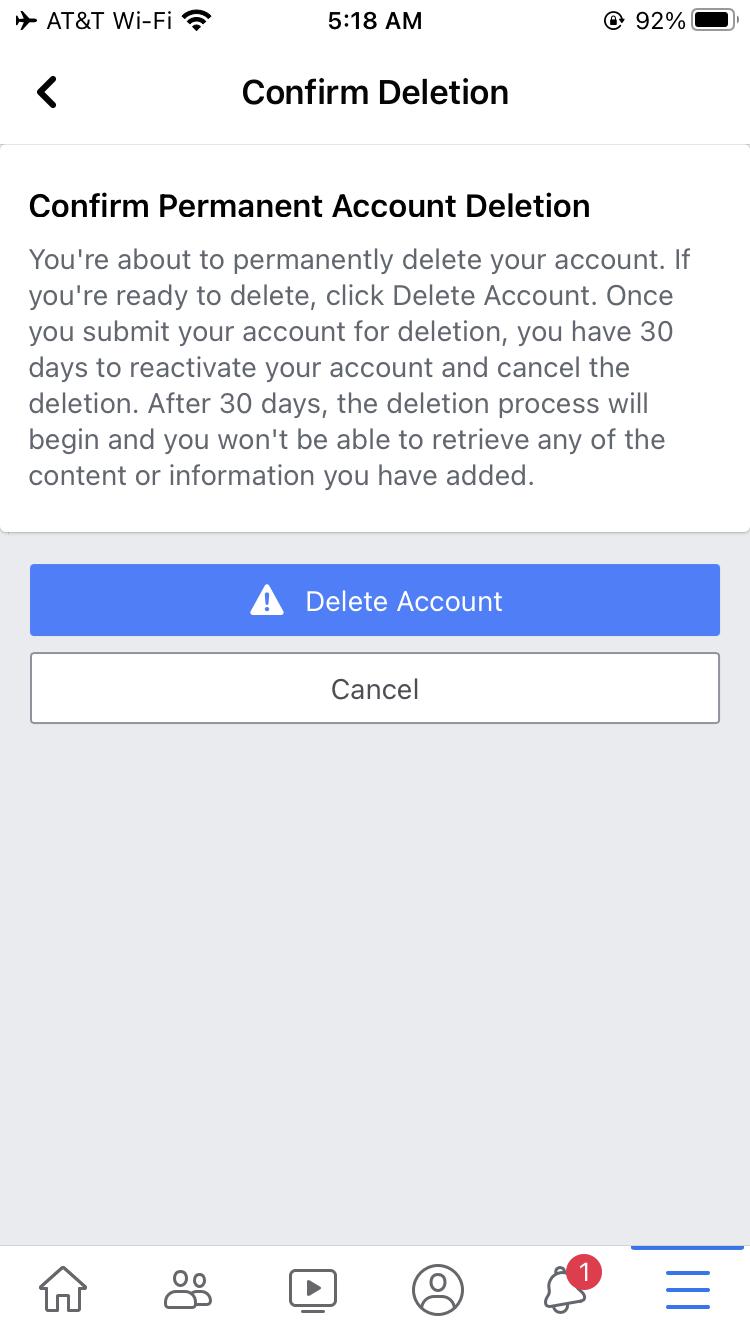 AT&T Wi-Fi 5:18 AM 92%
Confirm Deletion
Confirm Permanent Account Deletion
You're about to permanently delete your account. If
you're ready to delete, click Delete Account. Once
you submit your account for deletion, you have 30
days to reactivate your account and cancel the
deletion. After 30 days, the deletion process will
begin and you won't be able to retrieve any of the
content or information you have added.
Delete Account
Cancel
1